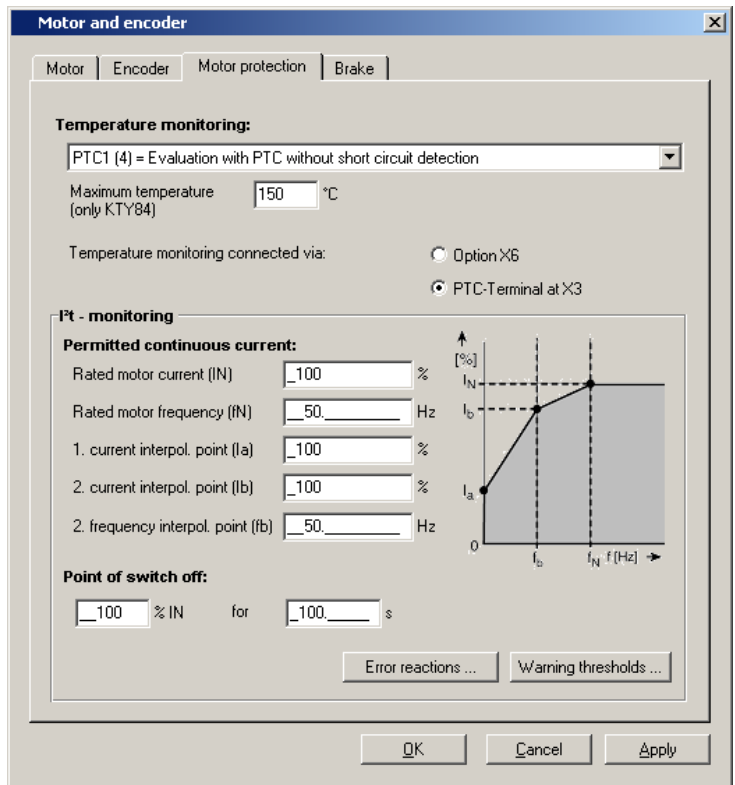 Motor and encoder
Motor Encoder Motor protection Brake
Temperature monitoring:
PTC1 (4) = Evaluation with PTC without short circuit detection
Maximum temperature
(only KTY84)
150 °C
Temperature monitoring connected via:
Option X6
PTC-Terminal at X3
I²t - monitoring
Permitted continuous current:
Rated motor current (IN) _100 %
Rated motor frequency (fN) __50.________ Hz
1. current interpol. point (Ia) _100 %
2. current interpol. point (Ib) _100 %
2. frequency interpol. point (fb) __50.________ Hz
[%]
IN
Ib
Ia
0
fb fN f [Hz]
Point of switch off:
__100 % IN for _100._____ s
Error reactions ... Warning thresholds ...
OK Cancel Apply